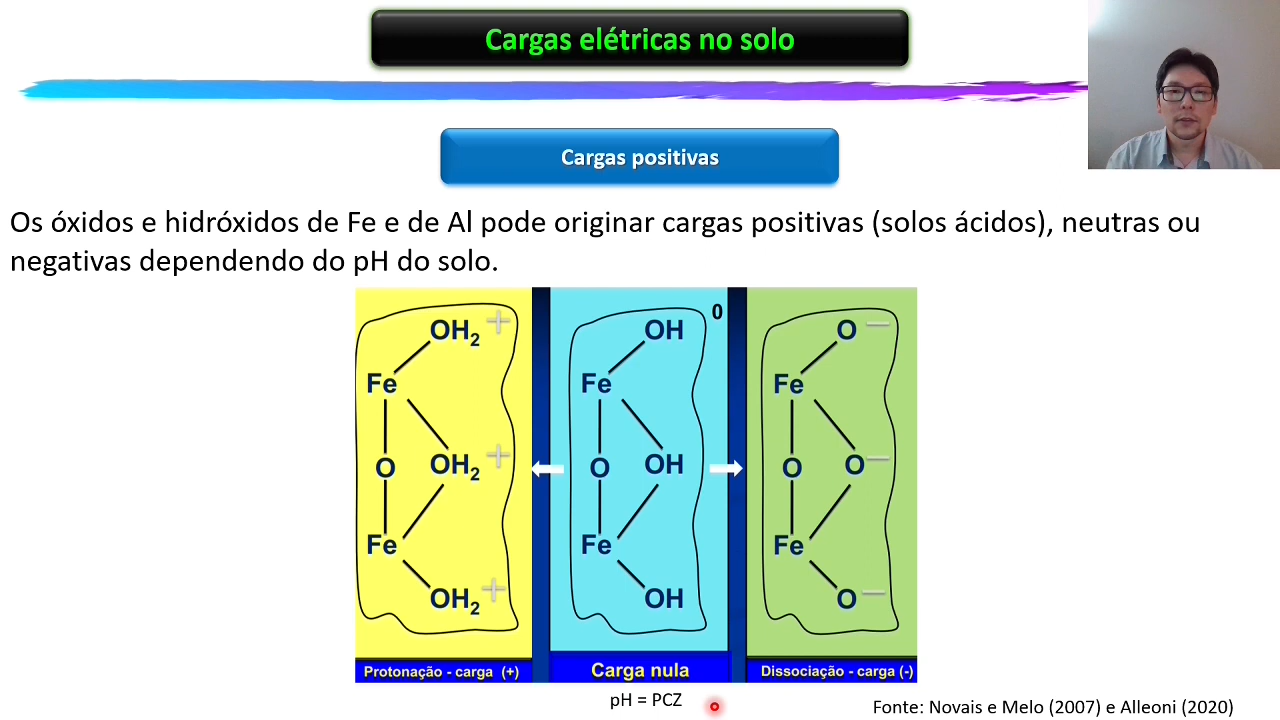 Cargas elétricas no solo
Cargas positivas
Os óxidos e hidróxidos de Fe e de Al pode originar cargas positivas (solos ácidos), neutras ou
negativas dependendo do pH do solo.
OH2 +
Fe
O OH2 +
Fe
OH2 +
Protonação - carga (+)
0
OH
Fe
O OH
Fe
OH
Carga nula
O –
Fe
O O –
Fe
O –
Dissociação - carga (-)
pH = PCZ
Fonte: Novais e Melo (2007) e Alleoni (2020)